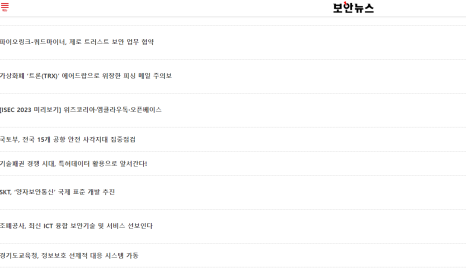 보안뉴스
파이오링크-쿼드마이너, 제로 트러스트 보안 업무 협약
가상화폐 '트론(TRX)' 에어드랍으로 위장한 피싱 메일 주의보
[ISEC 2023 미리보기] 위즈코리아·앵클라우독·오픈베이스
국토부, 전국 15개 공항 안전 사각지대 집중점검
기술패권 경쟁 시대, 특허데이터 활용으로 앞서간다!
SKT, '양자보안통신' 국제 표준 개발 추진
조폐공사, 최신 ICT 융합 보안기술 및 서비스 선보인다
경기도교육청, 정보보호 선제적 대응 시스템 가동